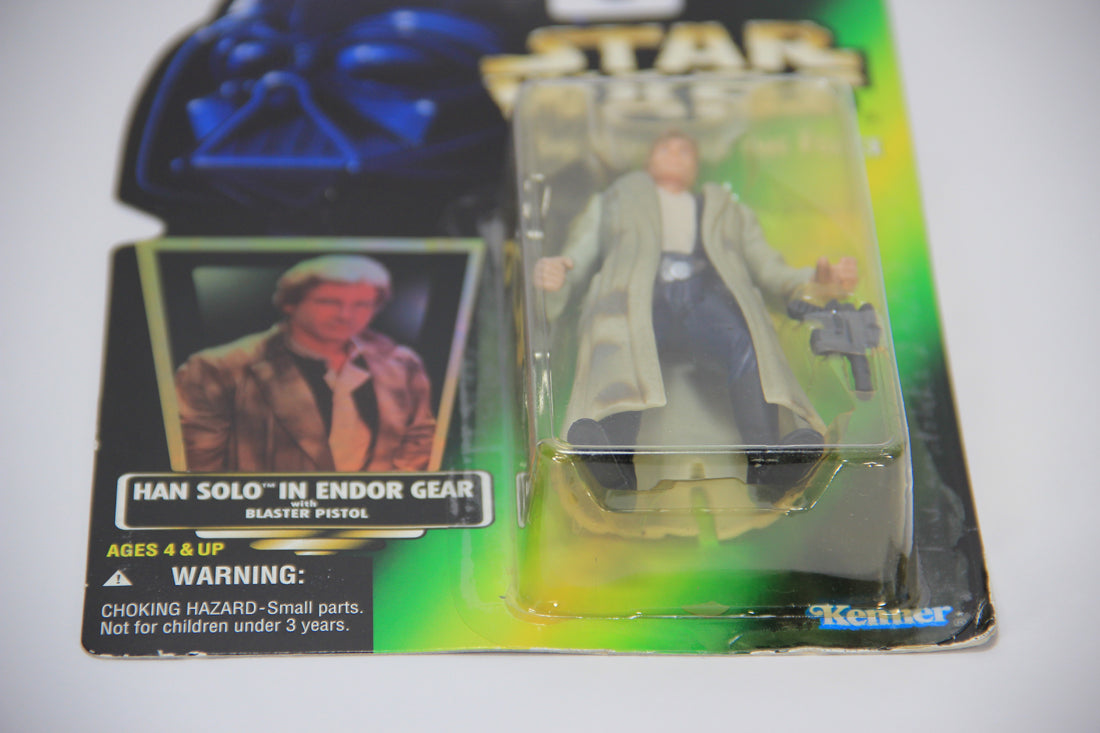 STAR
WARS
HAN SOLO™ IN ENDOR GEAR
with
BLASTER PISTOL
AGES 4 & UP
WARNING:
CHOKING HAZARD-Small parts.
Not for children under 3 years.
Kenner